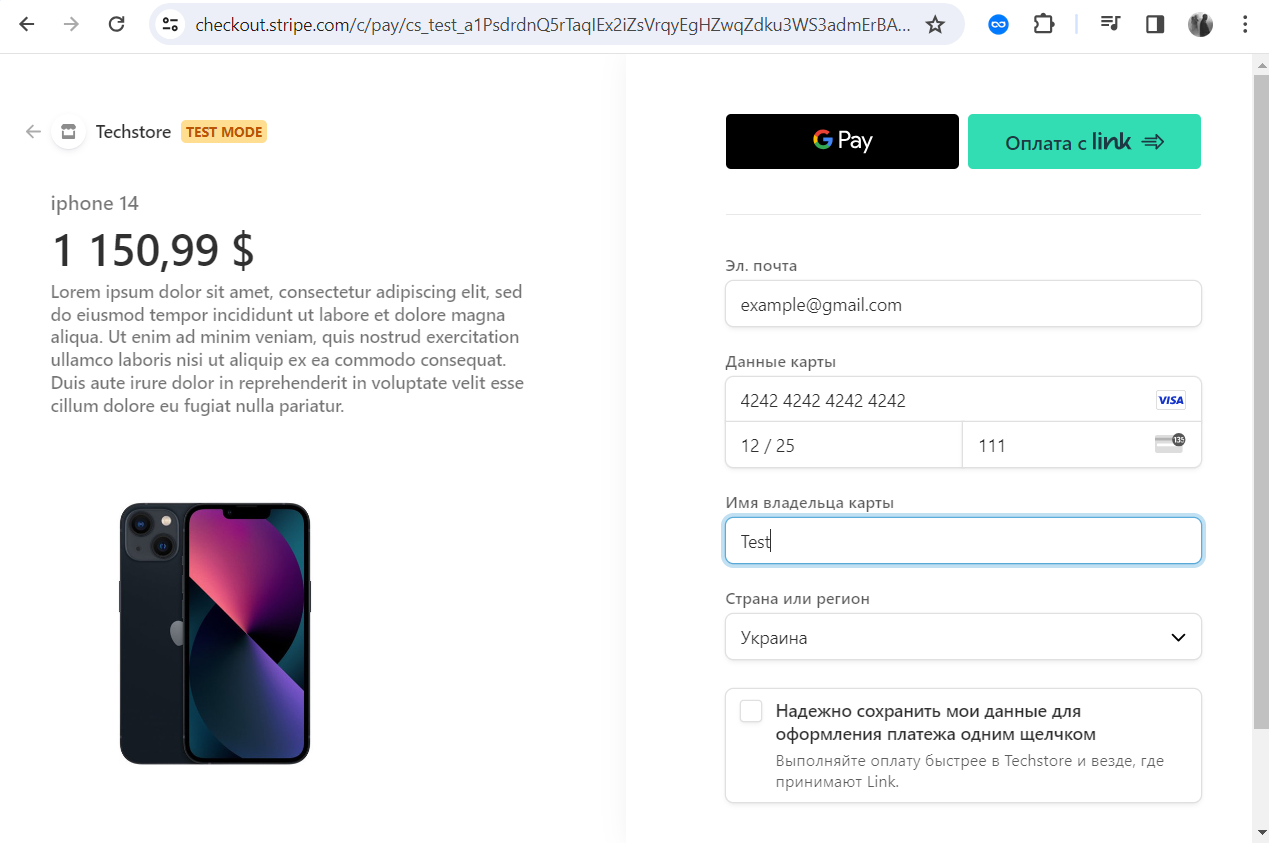 checkout.stripe.com/c/pay/cs_test_a1PsdrdnQ5rTaqIEx2iZsVrqyEgHZwqZdku3WS3admErBA...
Techstore TEST MODE
iphone 14
1 150,99 $
Lorem ipsum dolor sit amet, consectetur adipiscing elit, sed
do eiusmod tempor incididunt ut labore et dolore magna
aliqua. Ut enim ad minim veniam, quis nostrud exercitation
ullamco laboris nisi ut aliquip ex ea commodo consequat.
Duis aute irure dolor in reprehenderit in voluptate velit esse
cillum dolore eu fugiat nulla pariatur.
G Pay
Оплата с link
Эл. почта
example@gmail.com
Данные карты
4242 4242 4242 4242 VISA
12 / 25
111 135
Имя владельца карты
Test
Страна или регион
Украина
Надежно сохранить мои данные для
оформления платежа одним щелчком
Выполняйте оплату быстрее в Techstore и везде, где
принимают Link.